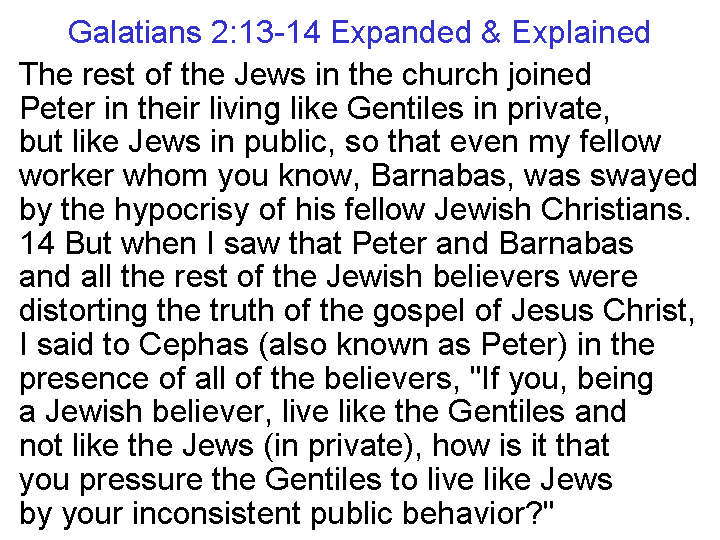 Galatians 2:13-14 Expanded & Explained
The rest of the Jews in the church joined
Peter in their living like Gentiles in private,
but like Jews in public, so that even my fellow
worker whom you know, Barnabas, was swayed
by the hypocrisy of his fellow Jewish Christians.
14 But when I saw that Peter and Barnabas
and all the rest of the Jewish believers were
distorting the truth of the gospel of Jesus Christ,
I said to Cephas (also known as Peter) in the
presence of all of the believers, "If you, being
a Jewish believer, live like the Gentiles and
not like the Jews (in private), how is it that
you pressure the Gentiles to live like Jews
by your inconsistent public behavior?"